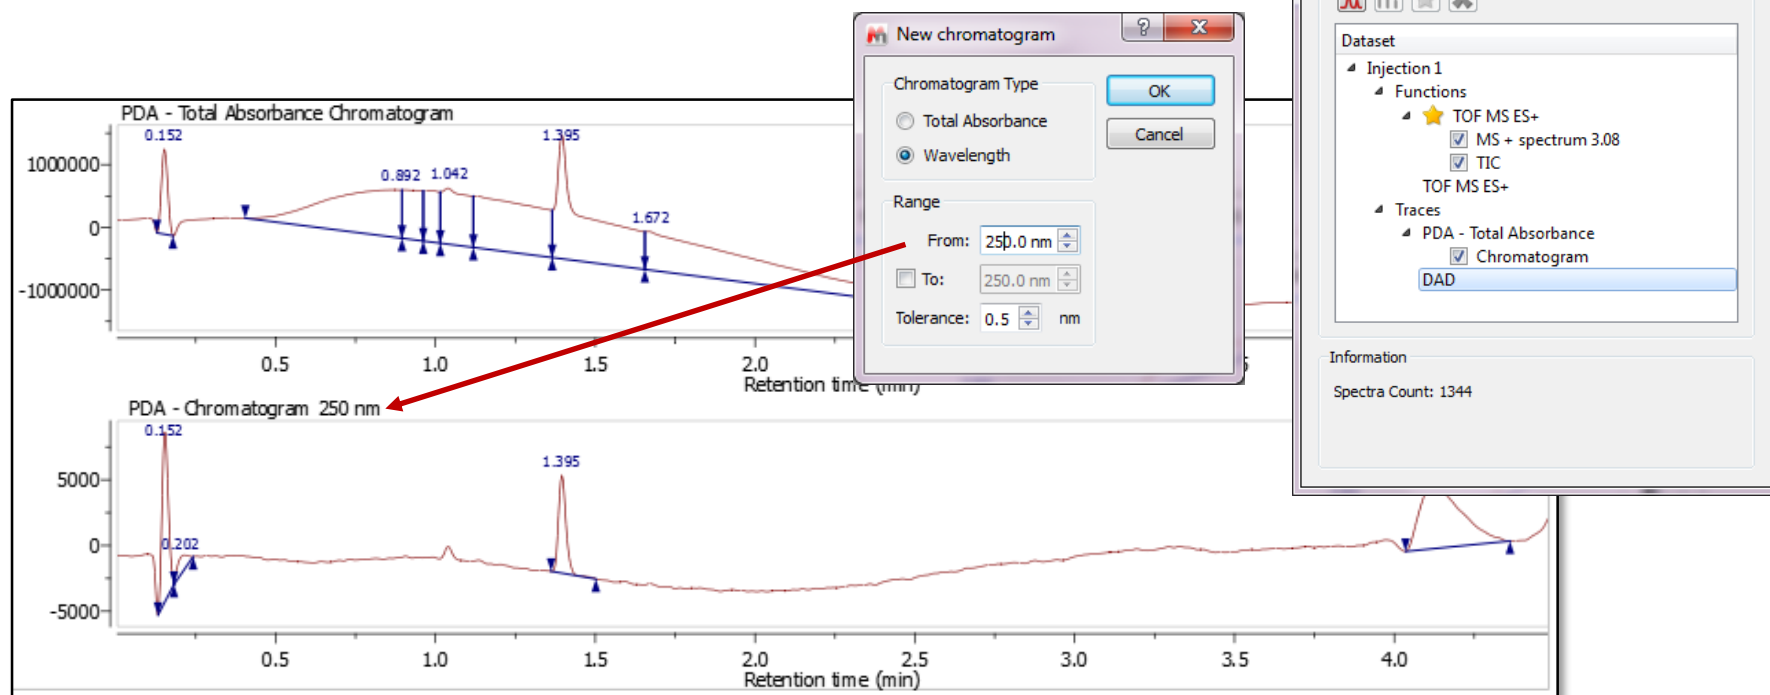 New chromatogram
Chromatogram Type
Total Absorbance
Wavelength
OK
Cancel
Range
From: 250.0 nm
To: 250.0 nm
Tolerance: 0.5 nm
Dataset
Injection 1
Functions
TOF MS ES+
MS + spectrum 3.08
TIC
TOF MS ES+
Traces
PDA - Total Absorbance
Chromatogram
DAD
Information
Spectra Count: 1344
PDA - Total Absorbance Chromatogram
0.152
1.395
0.892 1.042
1.672
1000000
0
-1000000
0.5 1.0 1.5 2.0
Retention time (min)
PDA - Chromatogram 250 nm
0.152
1.395
0.202
5000
0
-5000
0.5 1.0 1.5 2.0 2.5 3.0 3.5 4.0
Retention time (min)